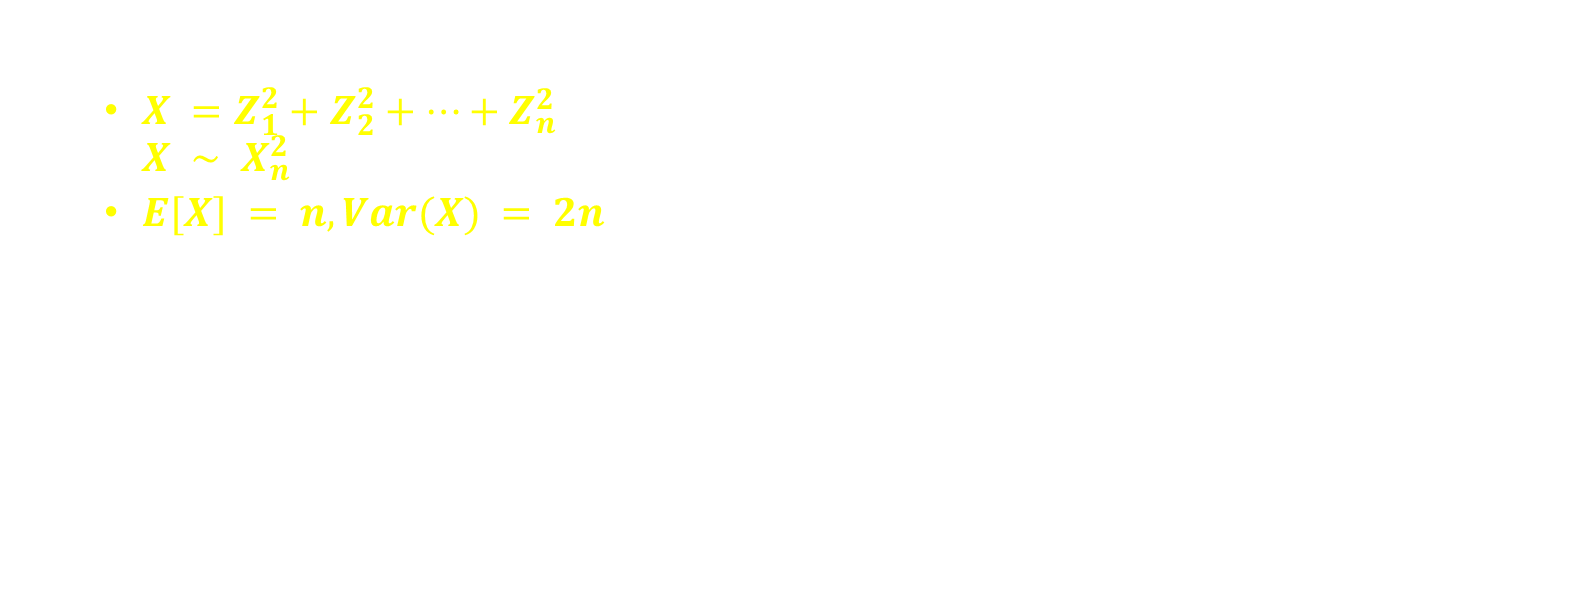 • X = Z₁² + Z₂² + ⋯ + Zₙ²
X ~ Xₙ²
• E[X] = n, Var(X) = 2n